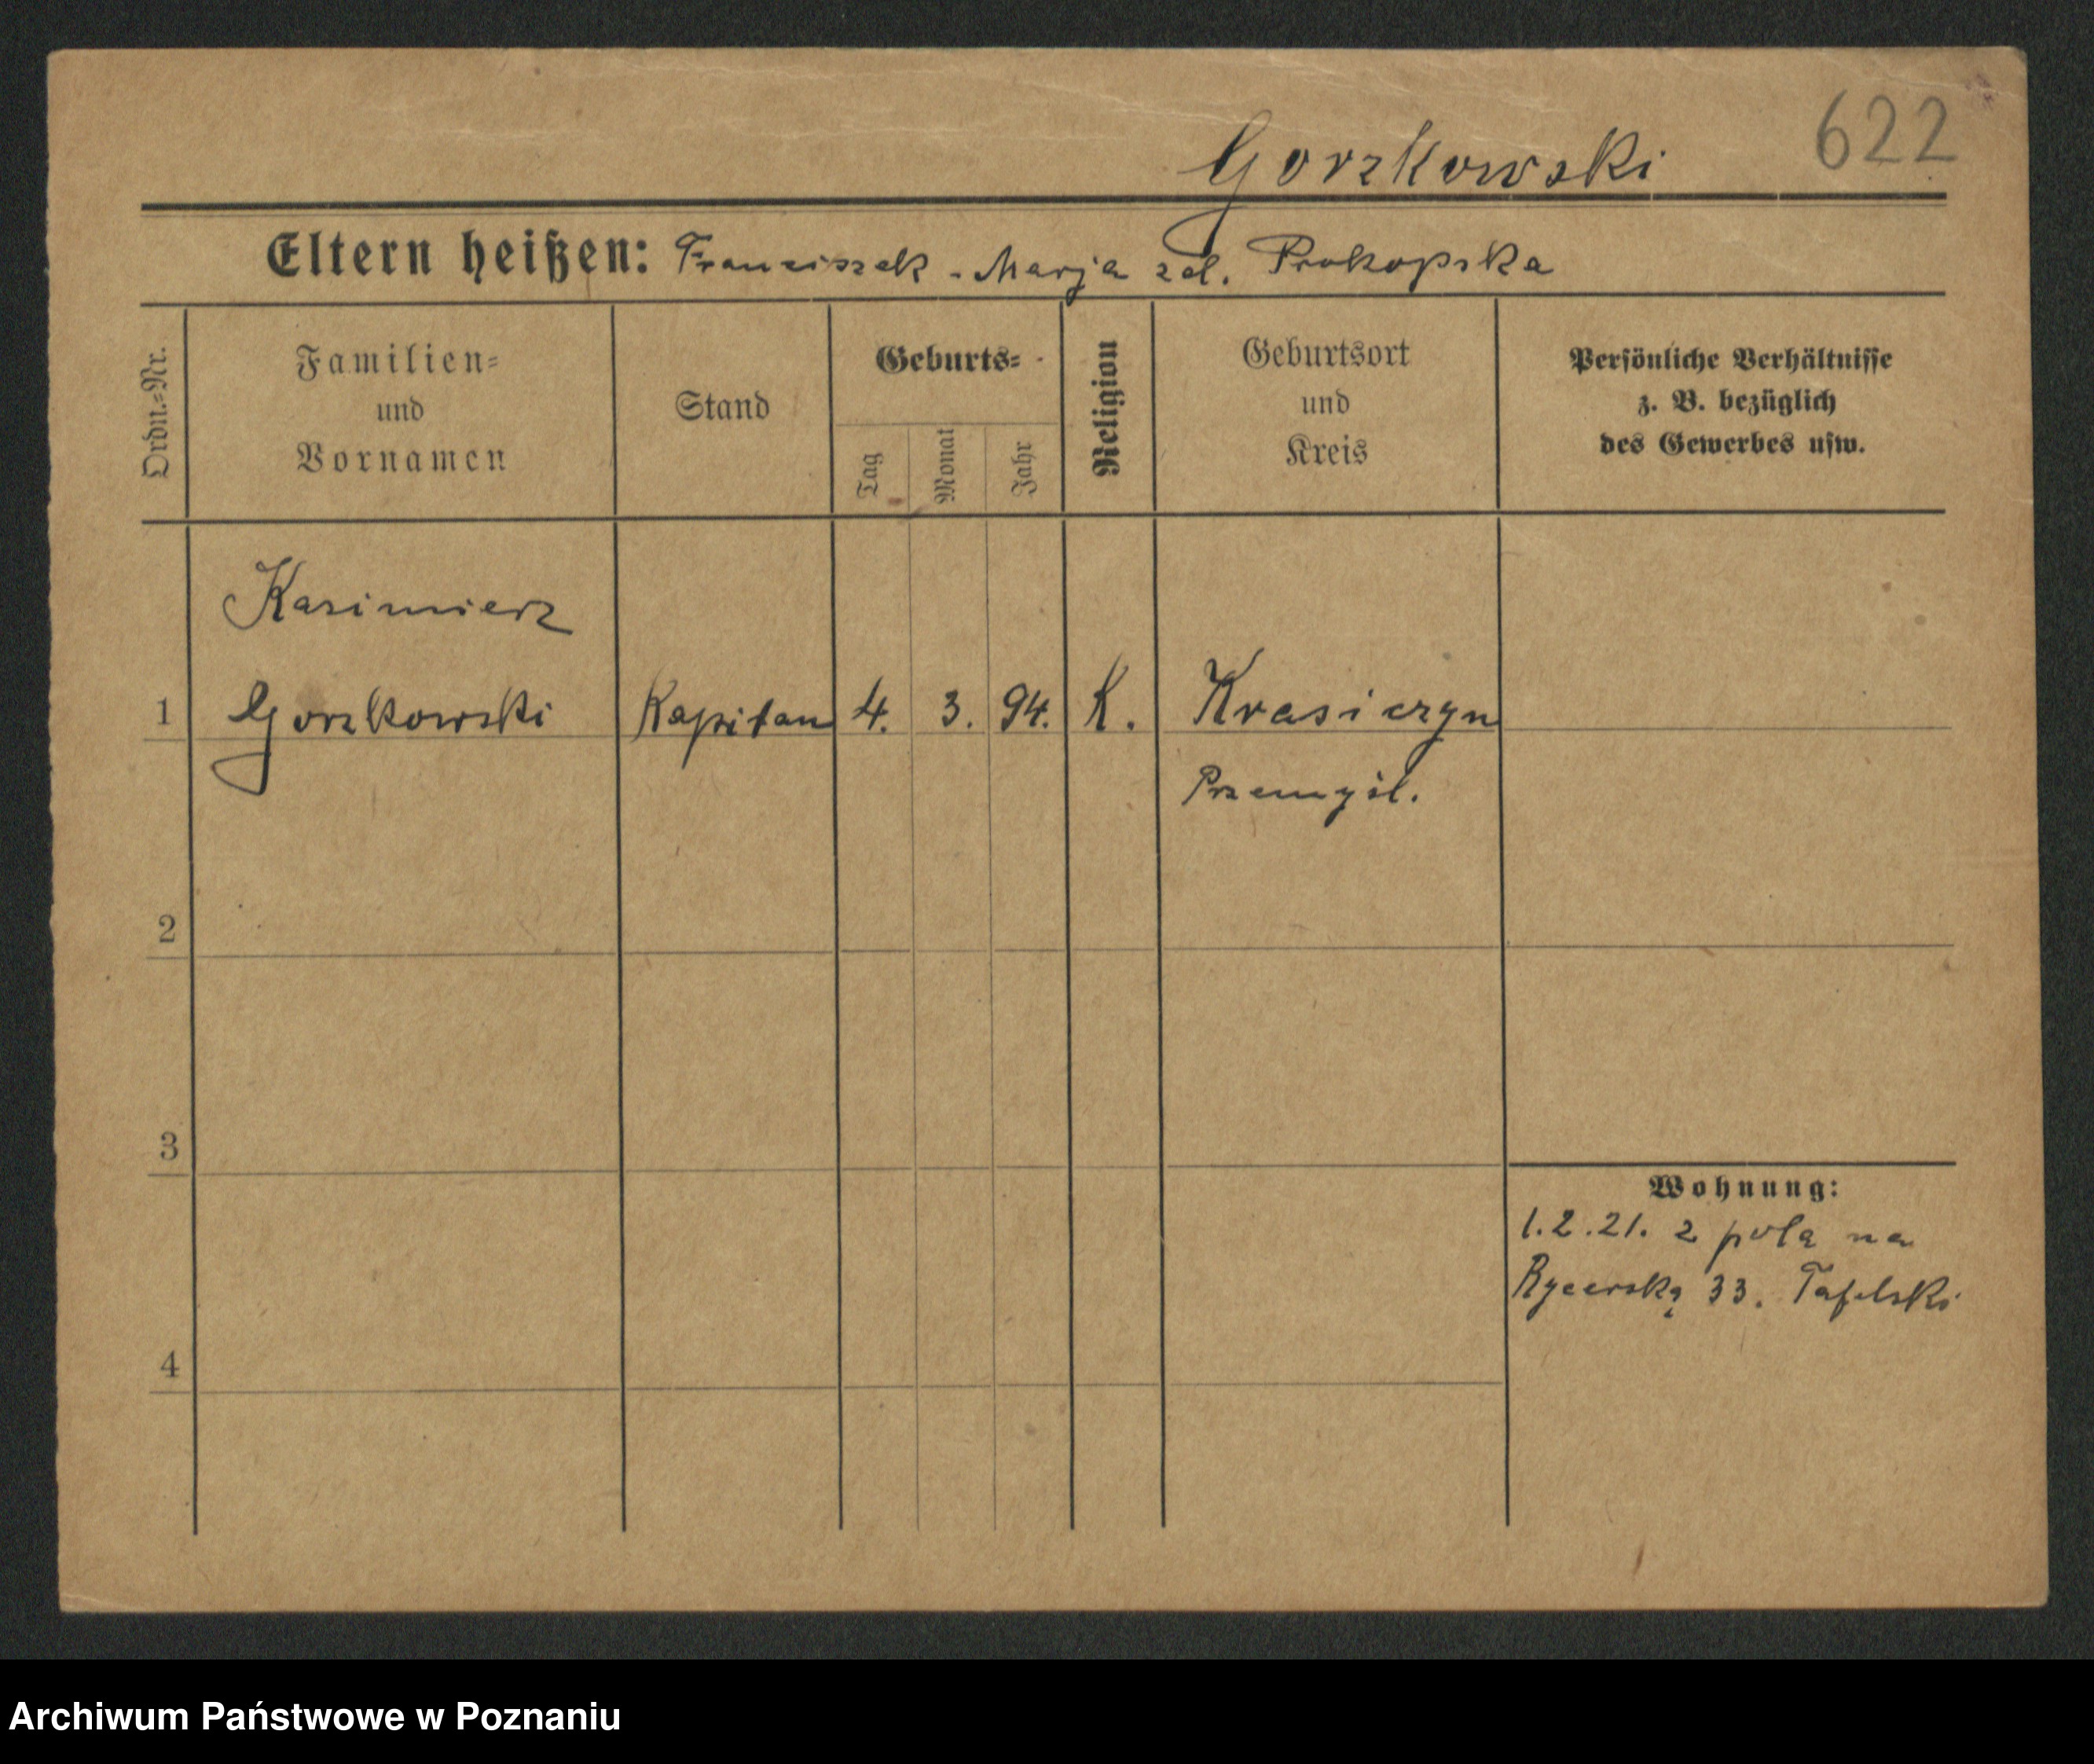 622
Gorzkowski
Eltern heißen: Franciszek - Marja zd. Prokopska
Ordn.-Nr.
Familien-
und
Vornamen
Stand
Geburts-
Tag
Monat
Jahr
Religion
Geburtsort
und
Kreis
Persönliche Verhältnisse
z. B. bezüglich
des Gewerbes usw.
Kasimierz
1 Gorzkowski Kapitan 4. 3. 94. K. Krasiczyn
Przemyśl.
2
3
Wohnung:
1.2.21. z pola na
Rycerską 33. Tafelski
4
Archiwum Państwowe w Poznaniu